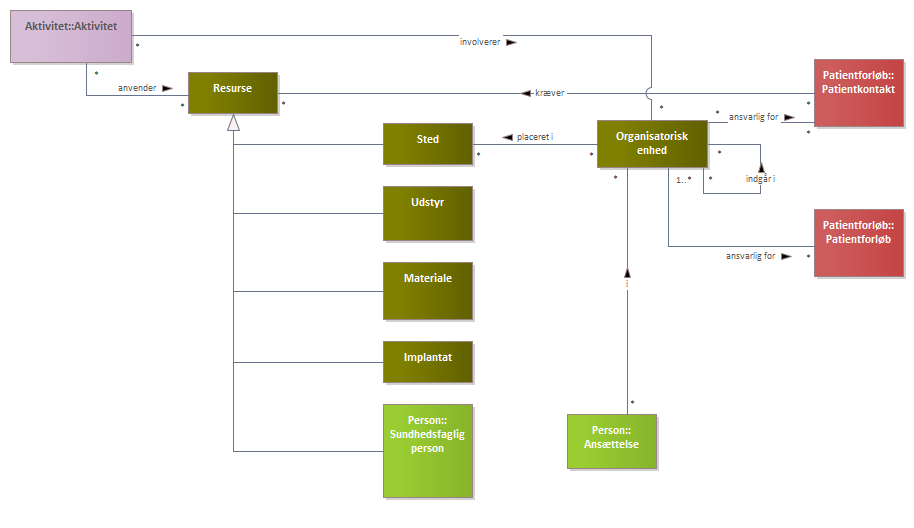 Aktivitet::Aktivitet
*
involverer
*
anvender
*
Resurse
*
kræver
*
Patientforløb::
Patientkontakt
*
*
ansvarlig for
*
Organisatorisk
enhed
Sted
*
placeret i
*
*
*
1..*
*
indgår i
Udstyr
Patientforløb::
Patientforløb
ansvarlig for
*
Materiale
i
Implantat
*
Person::
Sundhedsfaglig
person
Person::
Ansættelse